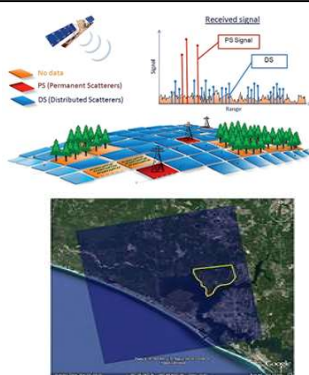 Received signal
Signal
PS Signal
DS
Range
No data
PS (Permanent Scatterers)
DS (Distributed Scatterers)
Google